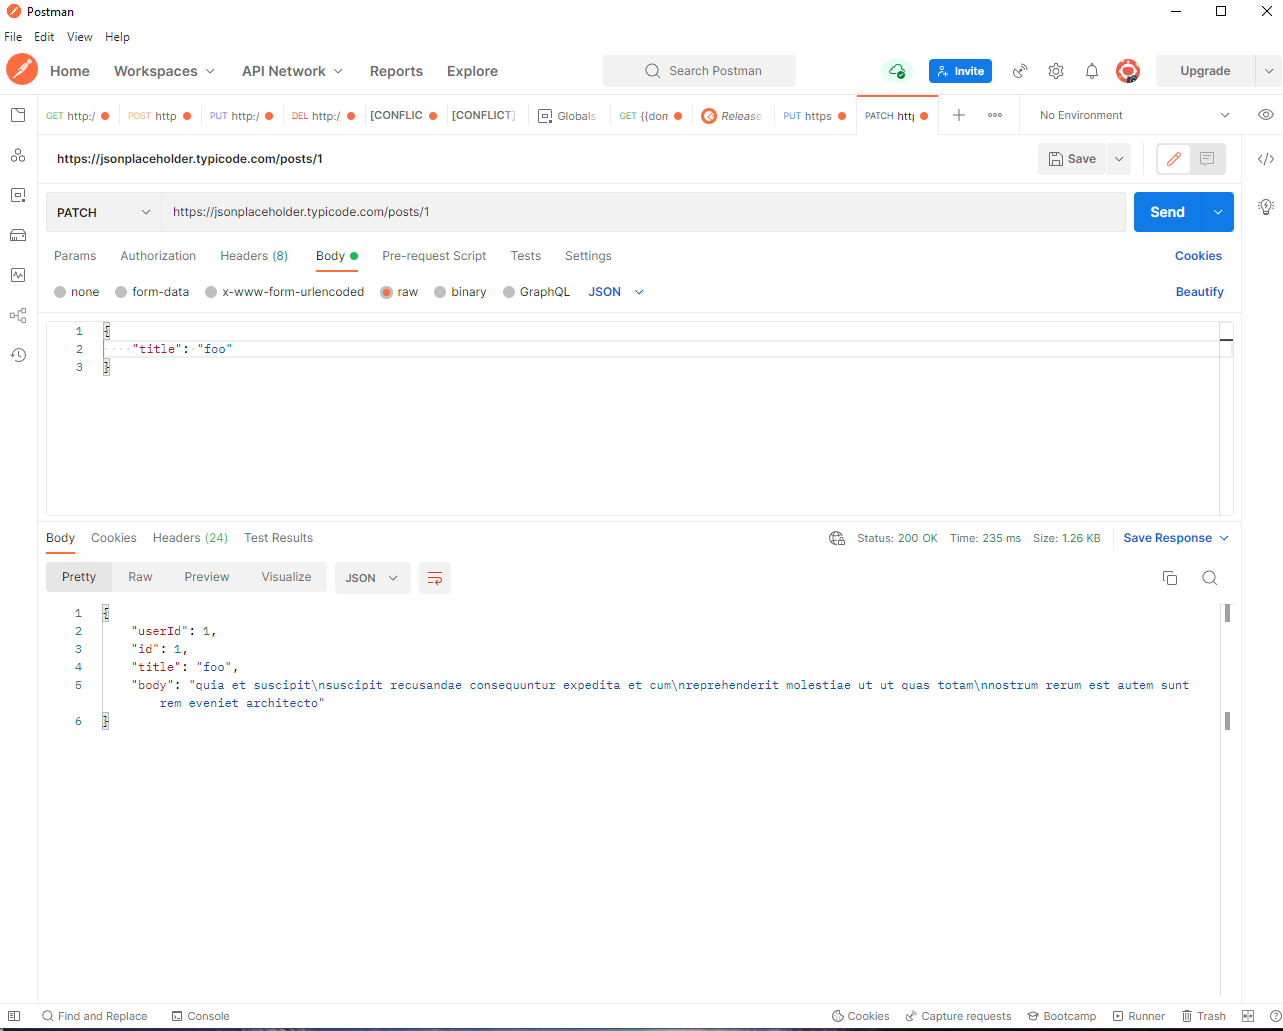 Postman
File Edit View Help
Home Workspaces API Network Reports Explore Search Postman Invite Upgrade
GET http:/ POST http PUT http:/ DEL http:/ [CONFLIC [CONFLICT] Globals GET {{don Release PUT https PATCH http No Environment
https://jsonplaceholder.typicode.com/posts/1 Save
PATCH https://jsonplaceholder.typicode.com/posts/1 Send
Params Authorization Headers (8) Body Pre-request Script Tests Settings Cookies
none form-data x-www-form-urlencoded raw binary GraphQL JSON Beautify
1 {
2 "title": "foo"
3 }
Body Cookies Headers (24) Test Results Status: 200 OK Time: 235 ms Size: 1.26 KB Save Response
Pretty Raw Preview Visualize JSON
1 {
2 "userId": 1,
3 "id": 1,
4 "title": "foo",
5 "body": "quia et suscipit\nsuscipit recusandae consequuntur expedita et cum\nreprehenderit molestiae ut ut quas totam\nnostrum rerum est autem sunt
rem eveniet architecto"
6 }
Find and Replace Console Cookies Capture requests Bootcamp Runner Trash